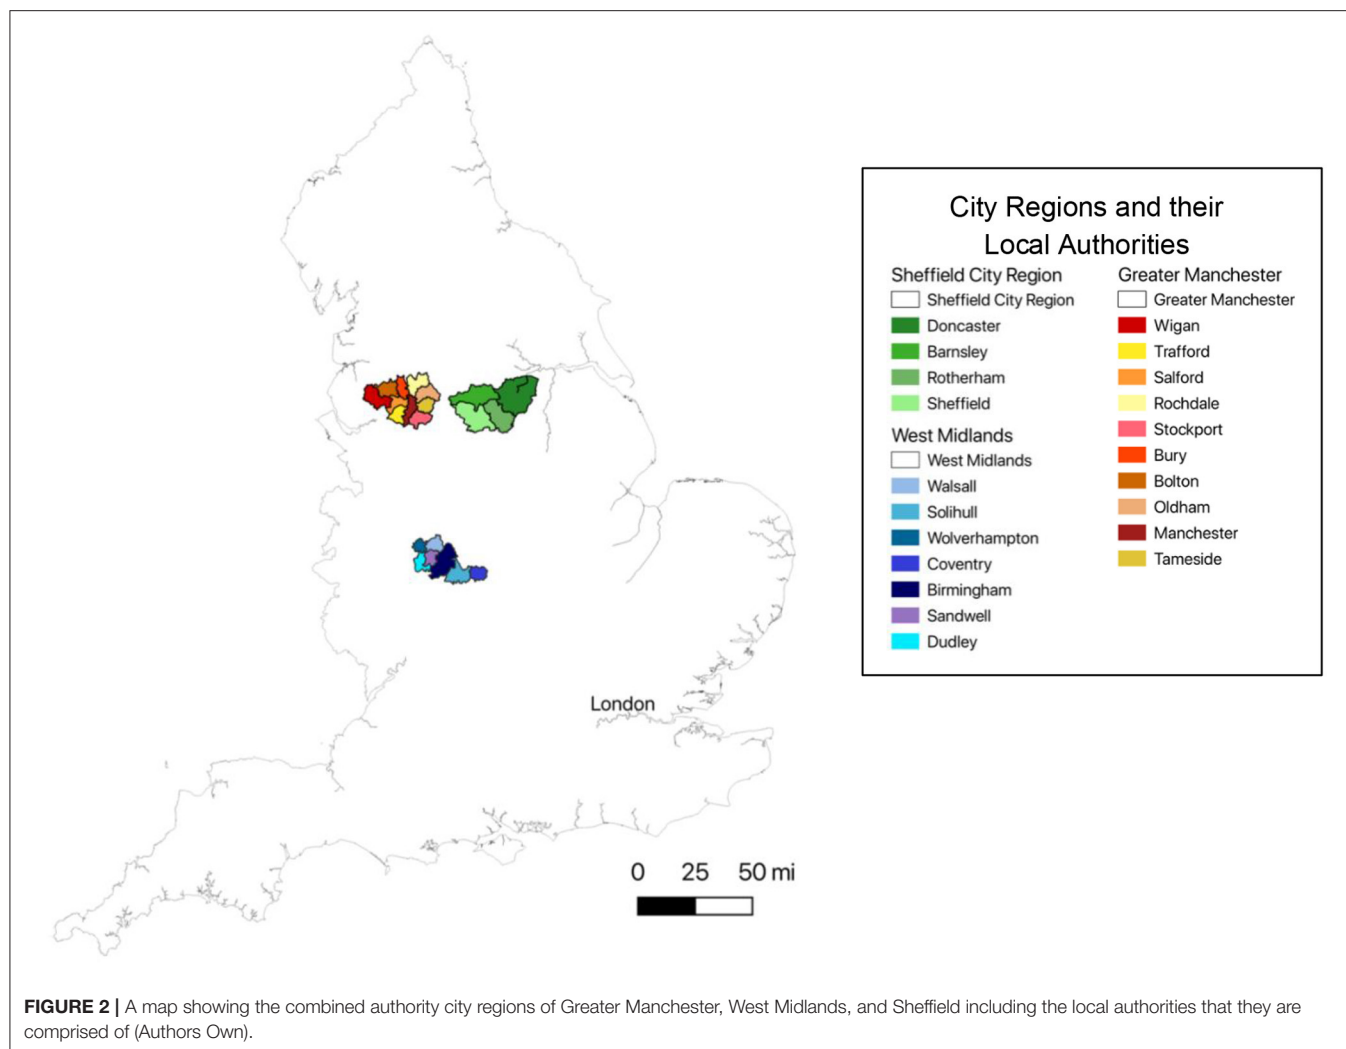 City Regions and their
Local Authorities
Sheffield City Region
Sheffield City Region
Doncaster
Barnsley
Rotherham
Sheffield
West Midlands
West Midlands
Walsall
Solihull
Wolverhampton
Coventry
Birmingham
Sandwell
Dudley
Greater Manchester
Greater Manchester
Wigan
Trafford
Salford
Rochdale
Stockport
Bury
Bolton
Oldham
Manchester
Tameside
London
0 25 50 mi
FIGURE 2 | A map showing the combined authority city regions of Greater Manchester, West Midlands, and Sheffield including the local authorities that they are
comprised of (Authors Own).